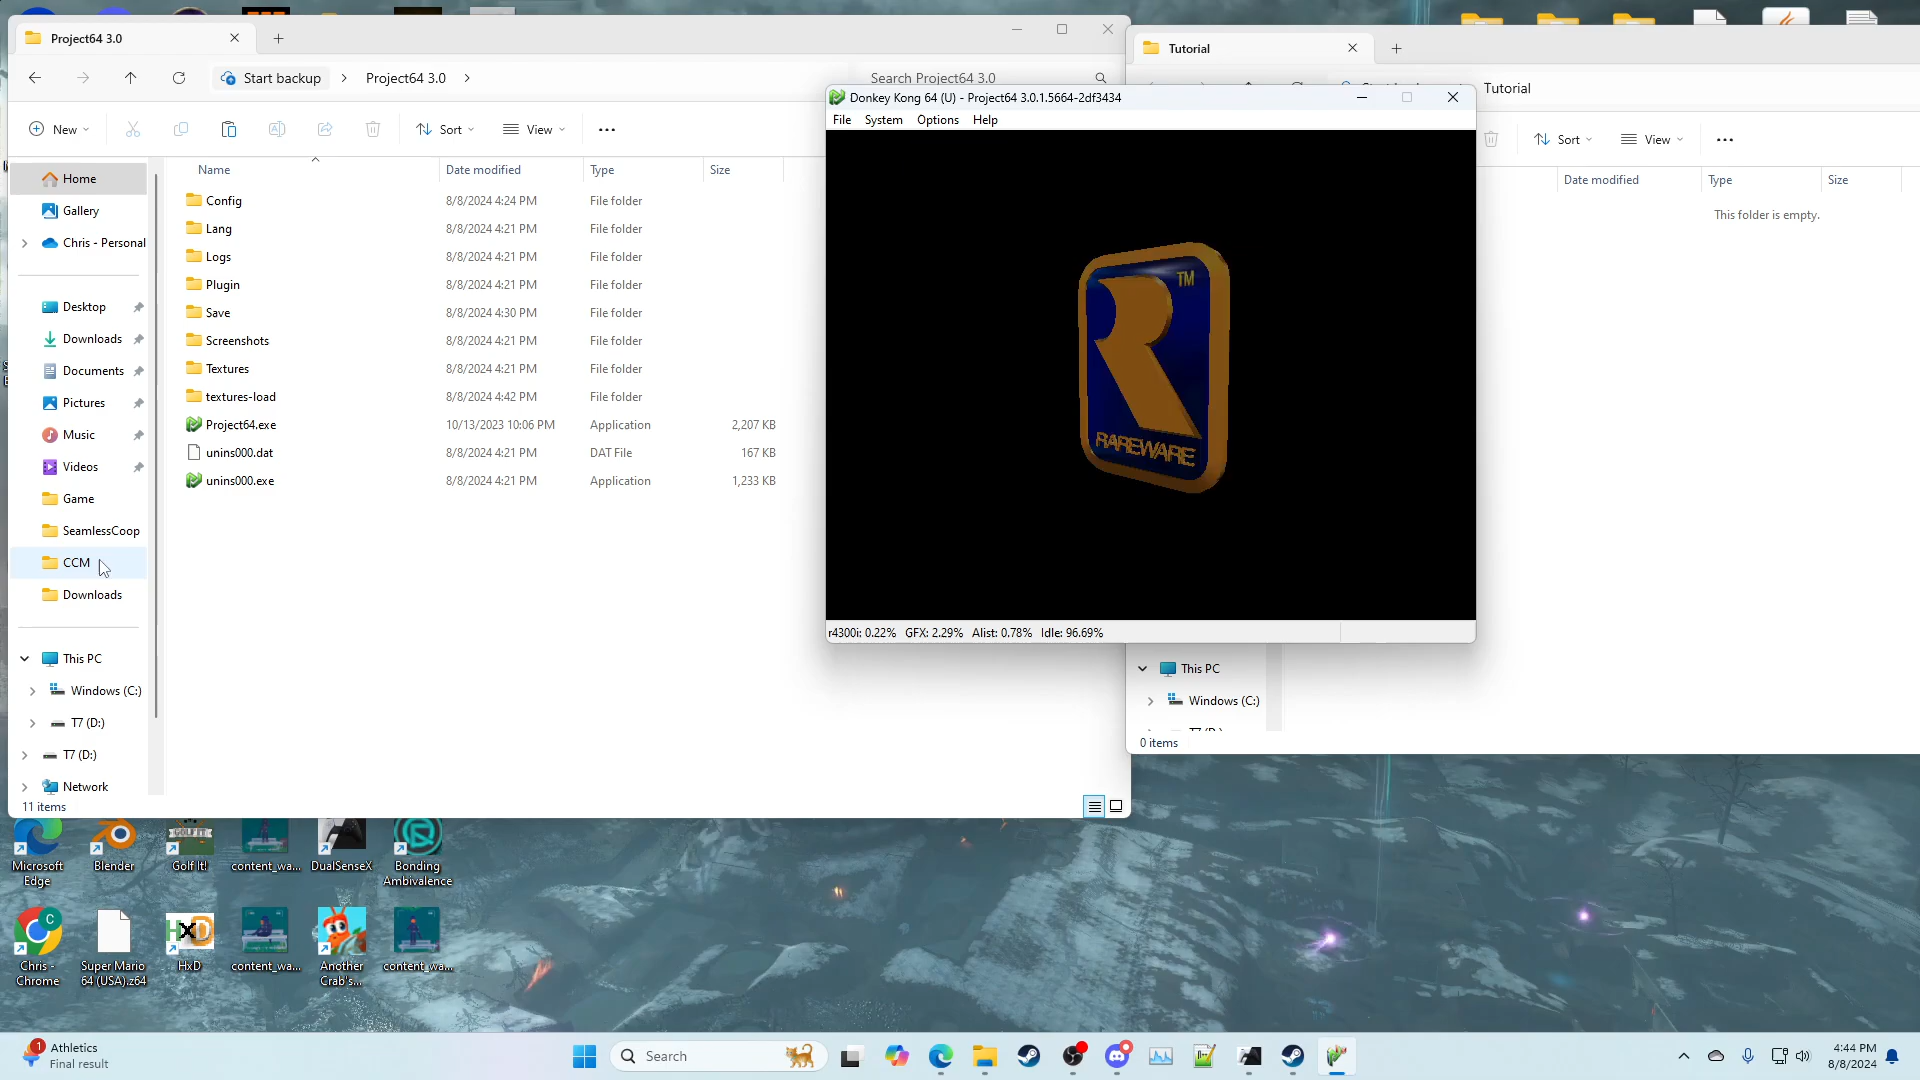 Project64 3.0
Start backup
Project64 3.0
Search Project64 3.0
New
Sort
View
Home
Gallery
Chris - Personal
Desktop
Downloads
Documents
Pictures
Music
Videos
Game
SeamlessCoop
CCM
Downloads
This PC
Windows (C:)
T7 (D:)
T7 (D:)
Network
11 items
Name Date modified Type Size
Config 8/8/2024 4:24 PM File folder
Lang 8/8/2024 4:21 PM File folder
Logs 8/8/2024 4:21 PM File folder
Plugin 8/8/2024 4:21 PM File folder
Save 8/8/2024 4:30 PM File folder
Screenshots 8/8/2024 4:21 PM File folder
Textures 8/8/2024 4:21 PM File folder
textures-load 8/8/2024 4:42 PM File folder
Project64.exe 10/13/2023 10:06 PM Application 2,207 KB
unins000.dat 8/8/2024 4:21 PM DAT File 167 KB
unins000.exe 8/8/2024 4:21 PM Application 1,233 KB
Donkey Kong 64 (U) - Project64 3.0.1.5664-2df3434
File System Options Help
TM
RAREWARE
r4300i: 0.22% GFX: 2.29% Alist: 0.78% Idle: 96.69%
Tutorial
Tutorial
Sort
View
Date modified Type Size
This folder is empty.
This PC
Windows (C:)
0 items
Microsoft Edge
Blender
Golf It!
content_wa...
DualSenseX
Bonding Ambivalence
Chris - Chrome
Super Mario 64 (USA).z64
HxD
content_wa...
Another Crab's...
content_wa...
1
Athletics
Final result
Search
4:44 PM
8/8/2024